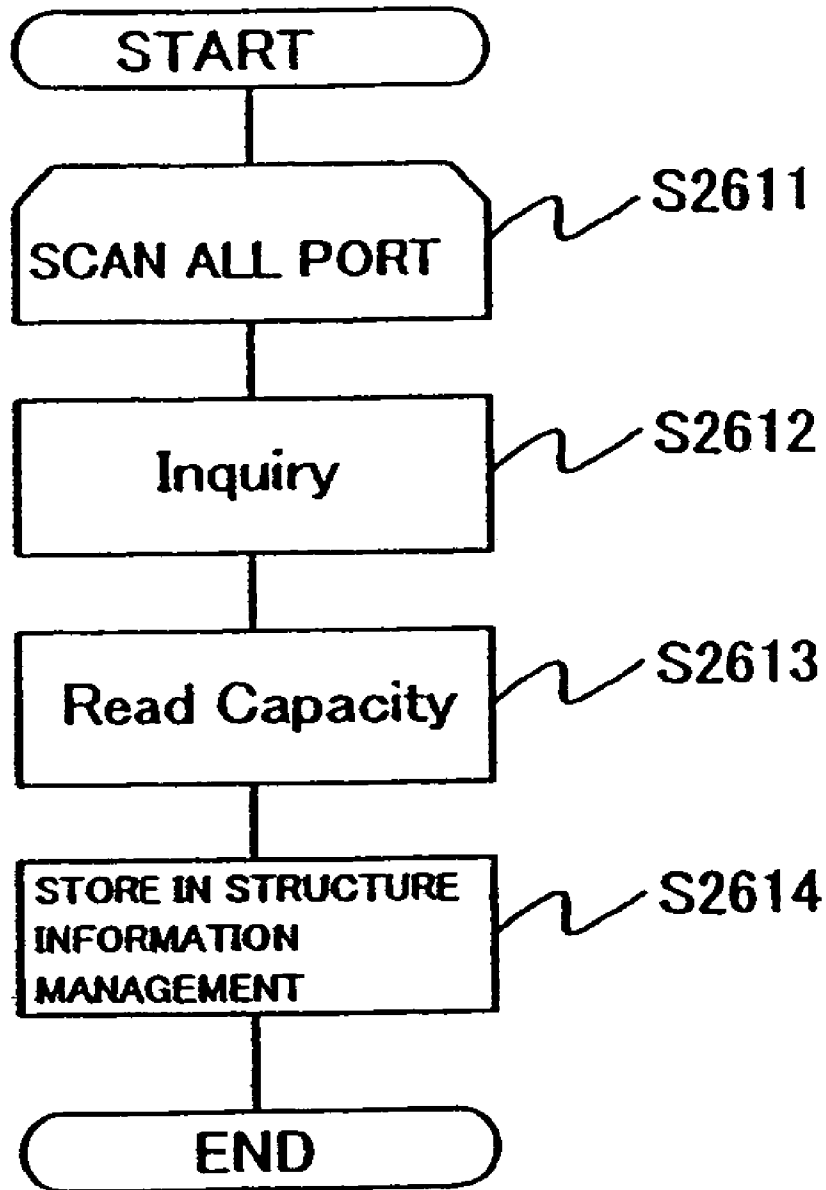 START
SCAN ALL PORT
S2611
Inquiry
S2612
Read Capacity
S2613
STORE IN STRUCTURE
INFORMATION
MANAGEMENT
S2614
END